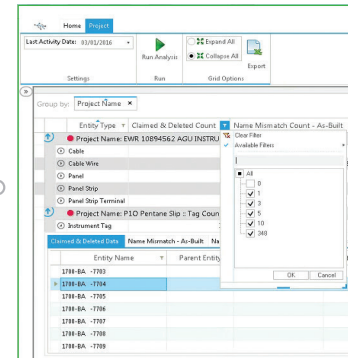 Home Project
Last Activity Date: 03/01/2016
Run Analysis
Expand All
Collapse All
Export
Settings Run Grid Options
Group by: Project Name ×
Entity Type Claimed & Deleted Count Name Mismatch Count - As-Built
Project Name: EWR 10894562 AGU INSTRU
Clear Filter
Available Filters
Cable
Cable Wire
Panel
Panel Strip
Panel Strip Terminal
All
0
1
3
5
10
348
Project Name: P1O Pentane Slip :: Tag Coun
Instrument Tag
OK Cancel
Claimed & Deleted Data Name Mismatch - As-Built Na
Entity Name Parent Entity
1700-BA -7703
1700-BA -7704
1700-BA -7705
1700-BA -7706
1700-BA -7707
1700-BA -7708
1700-BA -7709